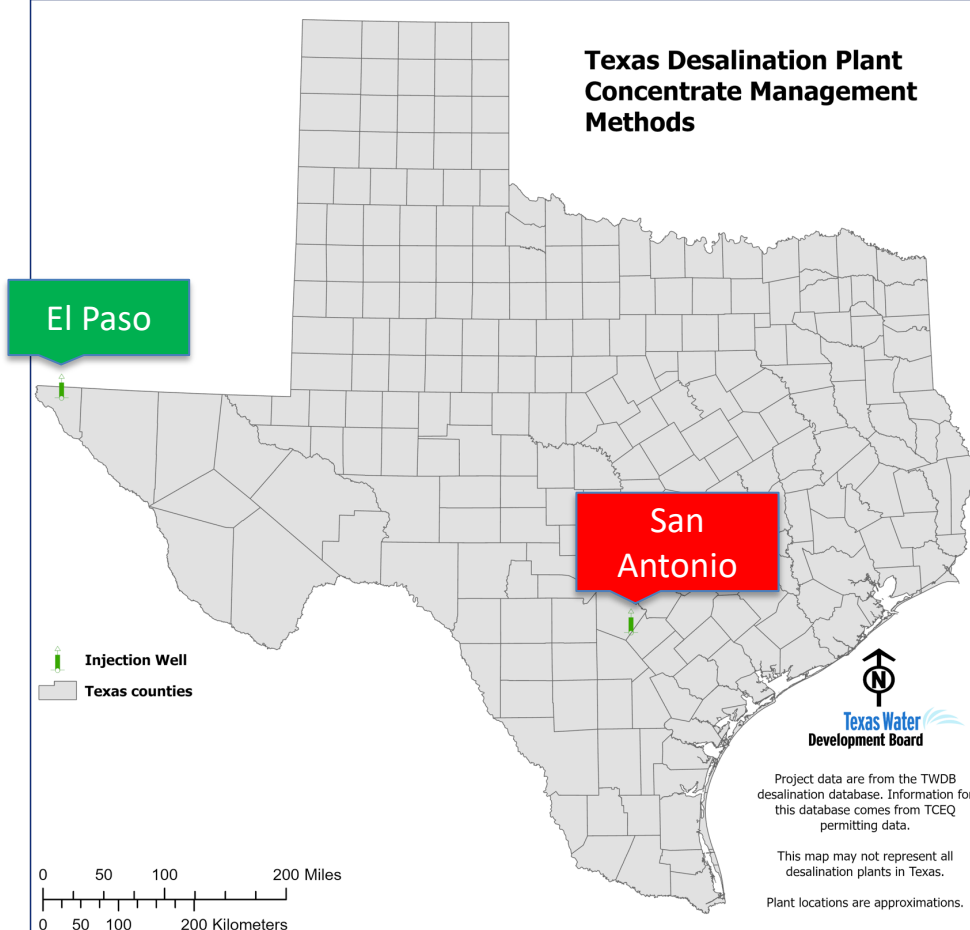 Texas Desalination Plant
Concentrate Management
Methods
El Paso
San
Antonio
Injection Well
Texas counties
N
Texas Water
Development Board
Project data are from the TWDB
desalination database. Information for
this database comes from TCEQ
permitting data.
This map may not represent all
desalination plants in Texas.
Plant locations are approximations.
0 50 100 200 Miles
0 50 100 200 Kilometers